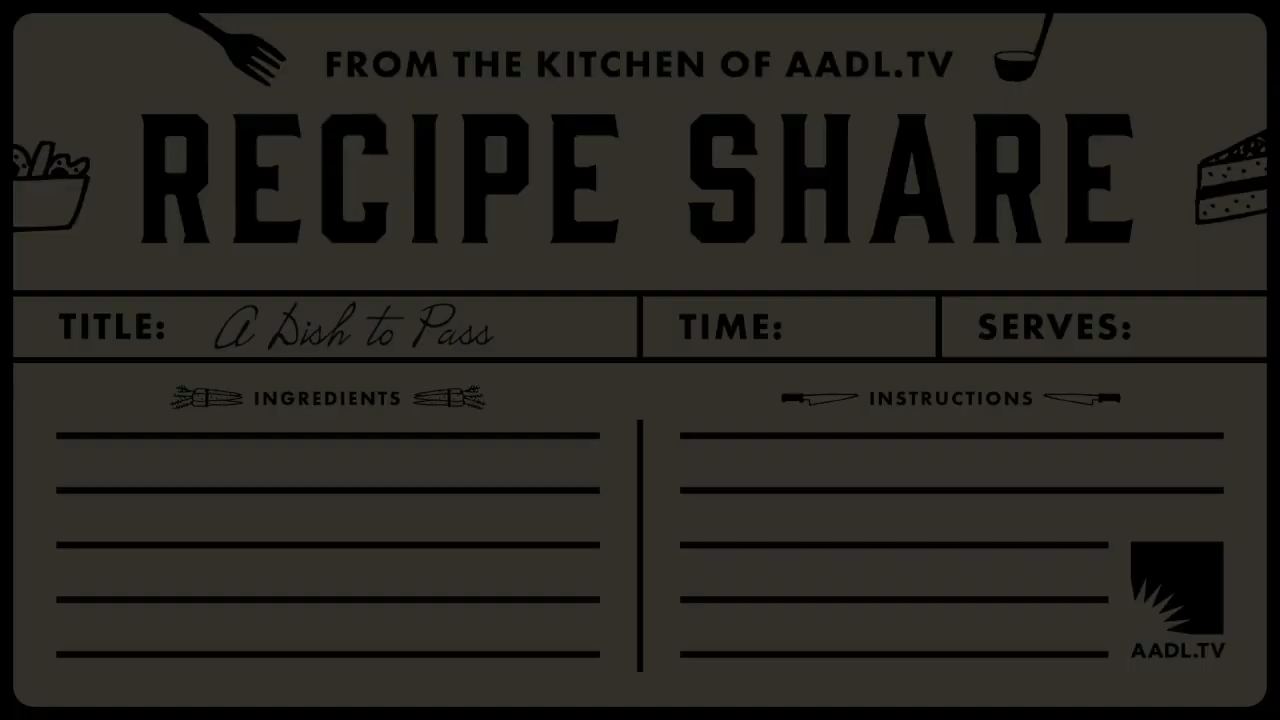 FROM THE KITCHEN OF AADL.TV
RECIPE SHARE
TITLE: A Dish to Pass TIME: SERVES:
INGREDIENTS INSTRUCTIONS
AADL.TV